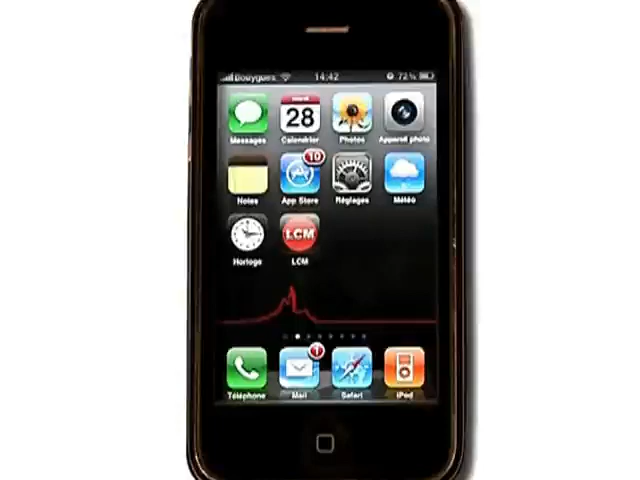 Bouygues 14:42 72%
Messages 28 Calendrier Photos Appareil photo
10
Notes App Store Réglages Météo
LCM
Horloge LCM
1
Téléphone Mail Safari iPod